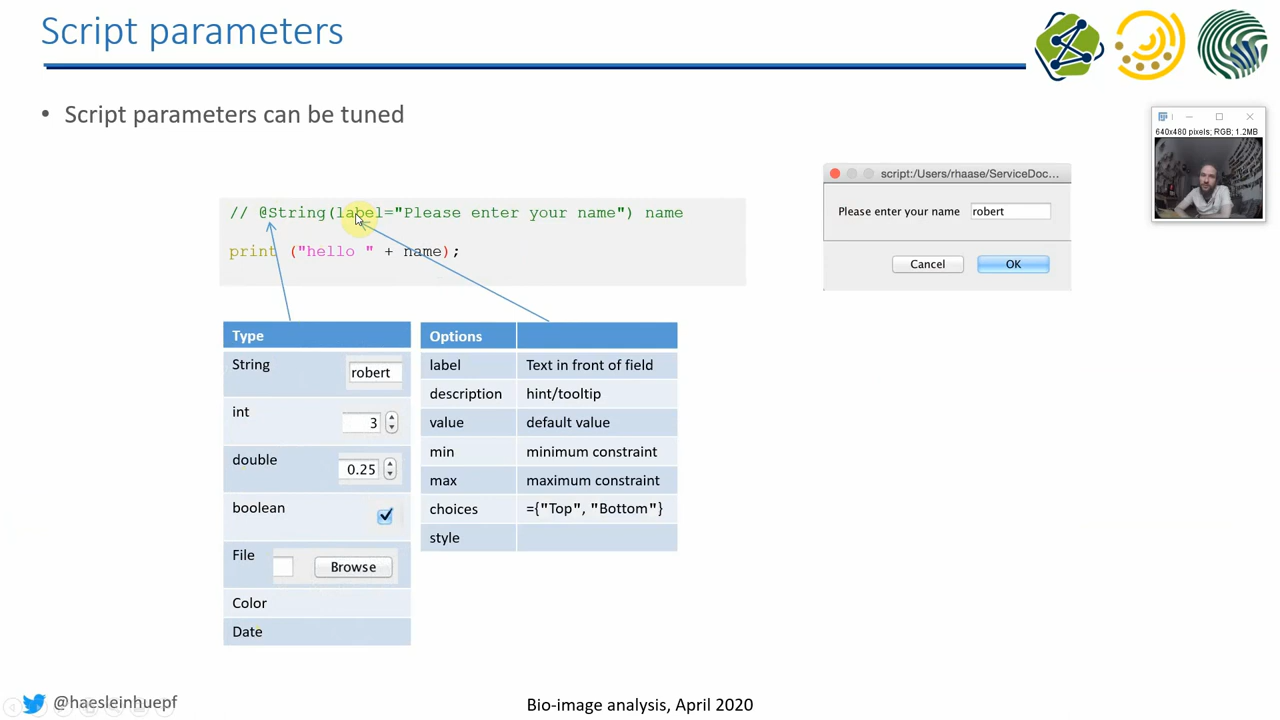 Script parameters
• Script parameters can be tuned
640x480 pixels; RGB; 1.2MB
script:/Users/rhaase/ServiceDoc...
Please enter your name robert
Cancel OK
// @String(label="Please enter your name") name
print ("hello " + name);
Type
String robert
int 3
double 0.25
boolean
File Browse
Color
Date
Options
label Text in front of field
description hint/tooltip
value default value
min minimum constraint
max maximum constraint
choices ={"Top", "Bottom"}
style
@haesleinhuepf
Bio-image analysis, April 2020